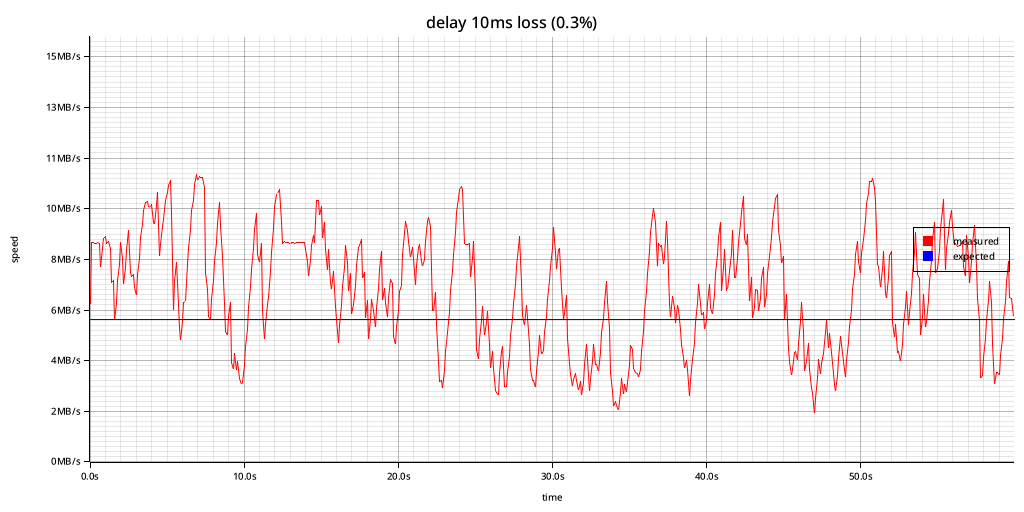 delay 10ms loss (0.3%)
15MB/s
13MB/s
11MB/s
10MB/s
8MB/s
6MB/s
4MB/s
2MB/s
0MB/s
speed
measured
expected
0.0s 10.0s 20.0s 30.0s 40.0s 50.0s
time